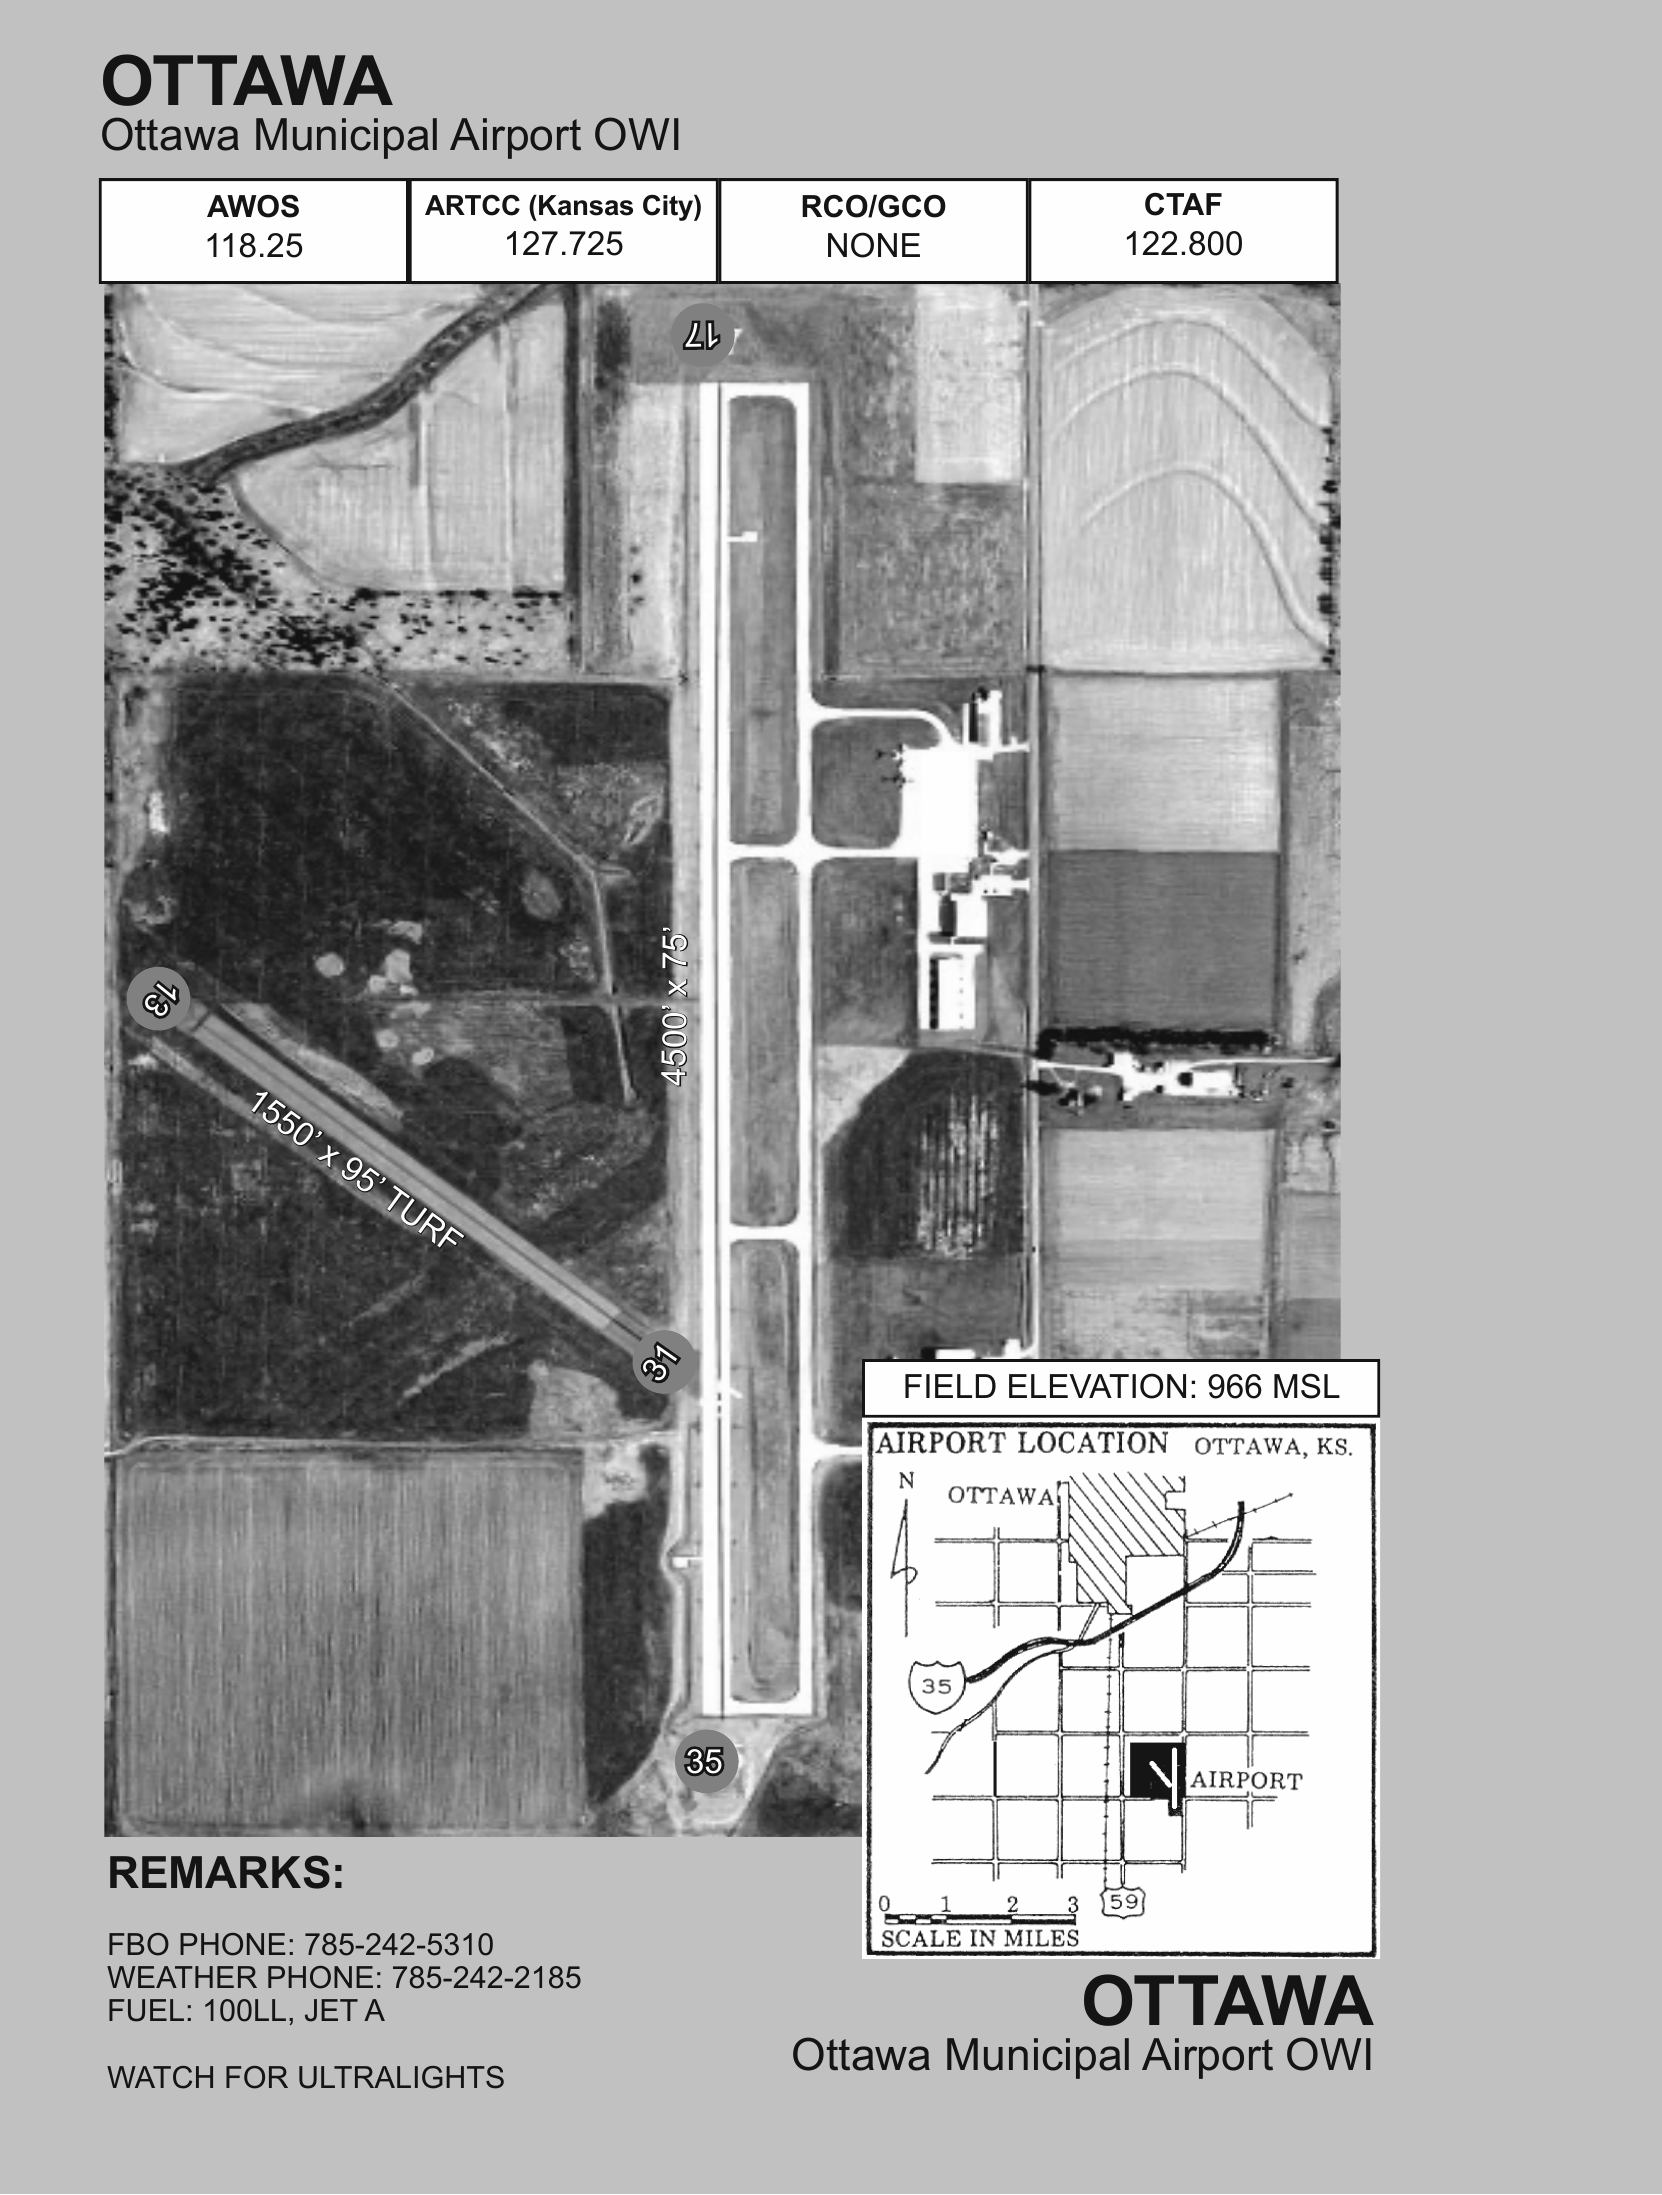 OTTAWA
Ottawa Municipal Airport OWI
AWOS
118.25
ARTCC (Kansas City)
127.725
RCO/GCO
NONE
CTAF
122.800
17
4500' x 75'
13
1550' x 95' TURF
31
35
FIELD ELEVATION: 966 MSL
AIRPORT LOCATION OTTAWA, KS.
N
OTTAWA
35
AIRPORT
59
0 1 2 3
SCALE IN MILES
REMARKS:
FBO PHONE: 785-242-5310
WEATHER PHONE: 785-242-2185
FUEL: 100LL, JET A
WATCH FOR ULTRALIGHTS
OTTAWA
Ottawa Municipal Airport OWI